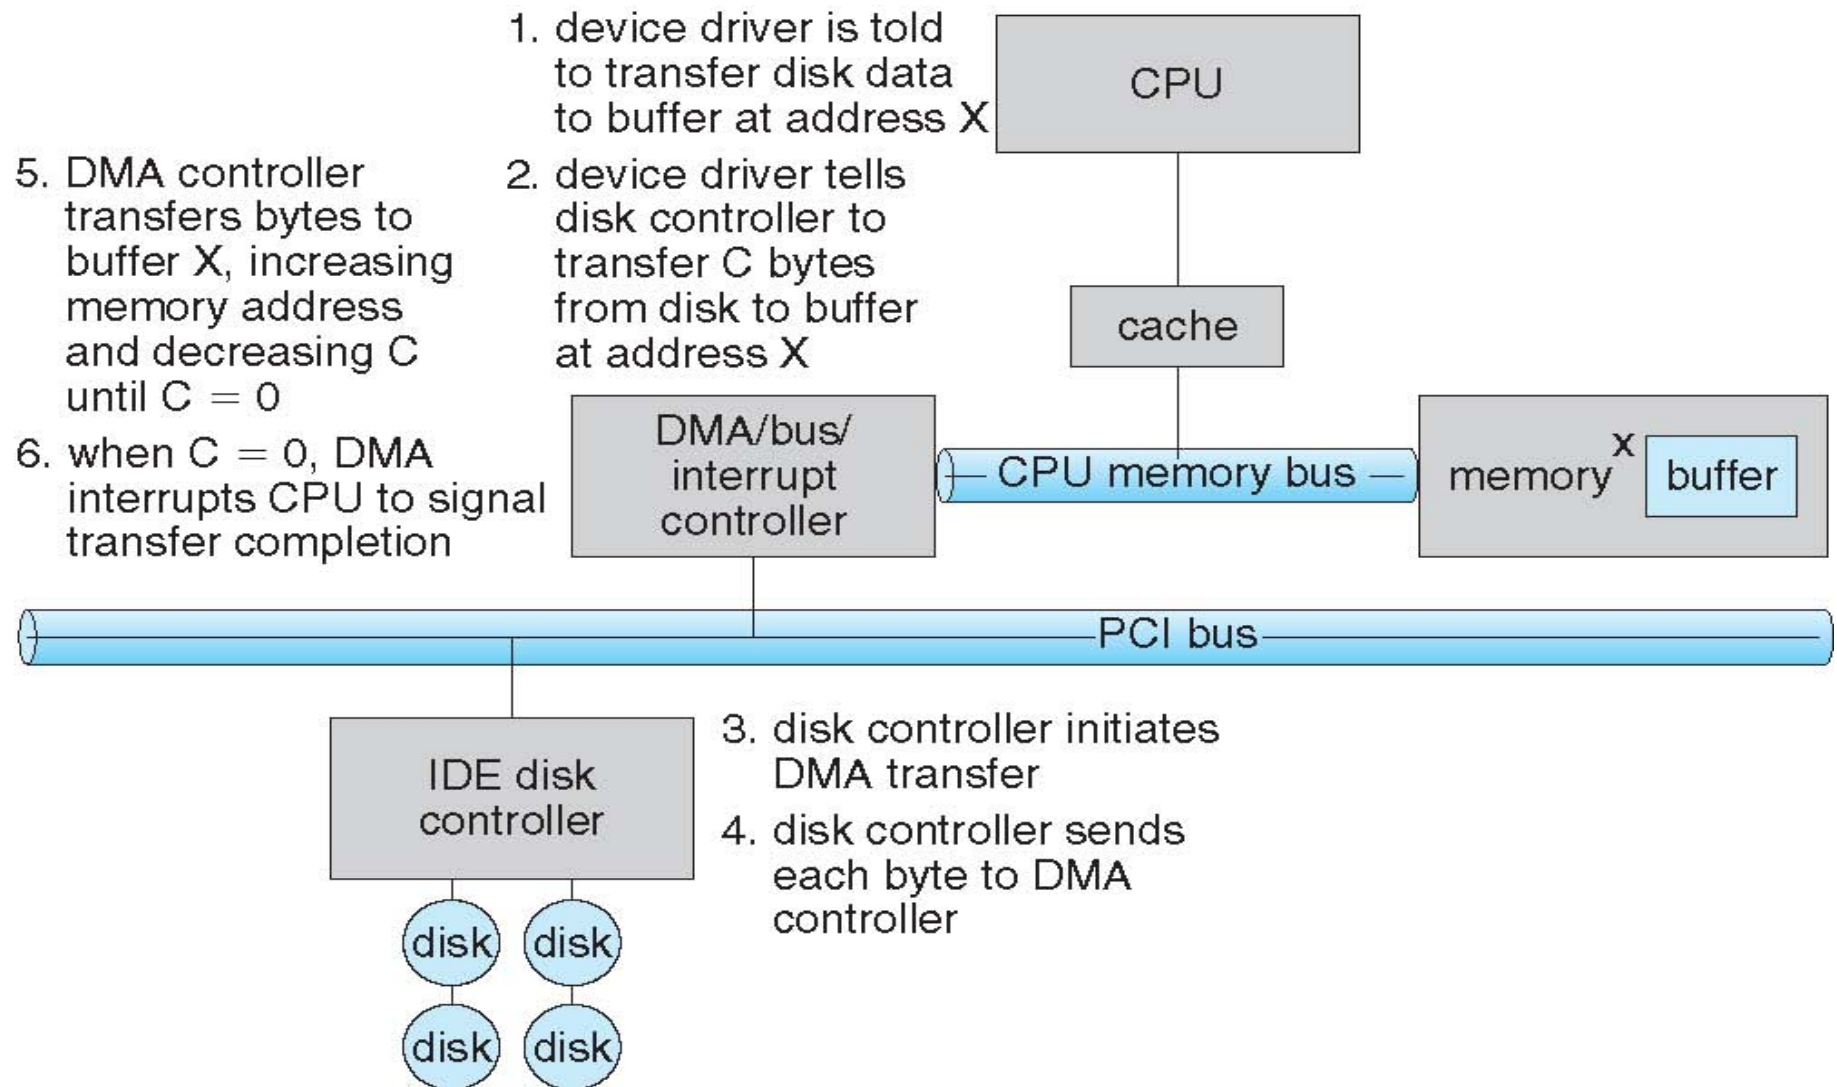 1. device driver is told
to transfer disk data
to buffer at address X
CPU
5. DMA controller
transfers bytes to
buffer X, increasing
memory address
and decreasing C
until C = 0
2. device driver tells
disk controller to
transfer C bytes
from disk to buffer
at address X
cache
6. when C = 0, DMA
interrupts CPU to signal
transfer completion
DMA/bus/
interrupt
controller
CPU memory bus
memory
X
buffer
PCI bus
IDE disk
controller
3. disk controller initiates
DMA transfer
4. disk controller sends
each byte to DMA
controller
disk
disk
disk
disk